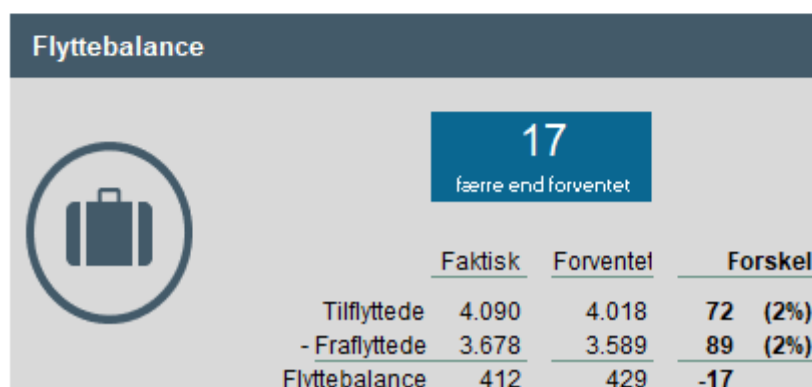 Flyttebalance
17
færre end forventet
Faktisk Forventet Forskel
Tilflyttede 4.090 4.018 72 (2%)
- Fraflyttede 3.678 3.589 89 (2%)
Flyttebalance 412 429 -17